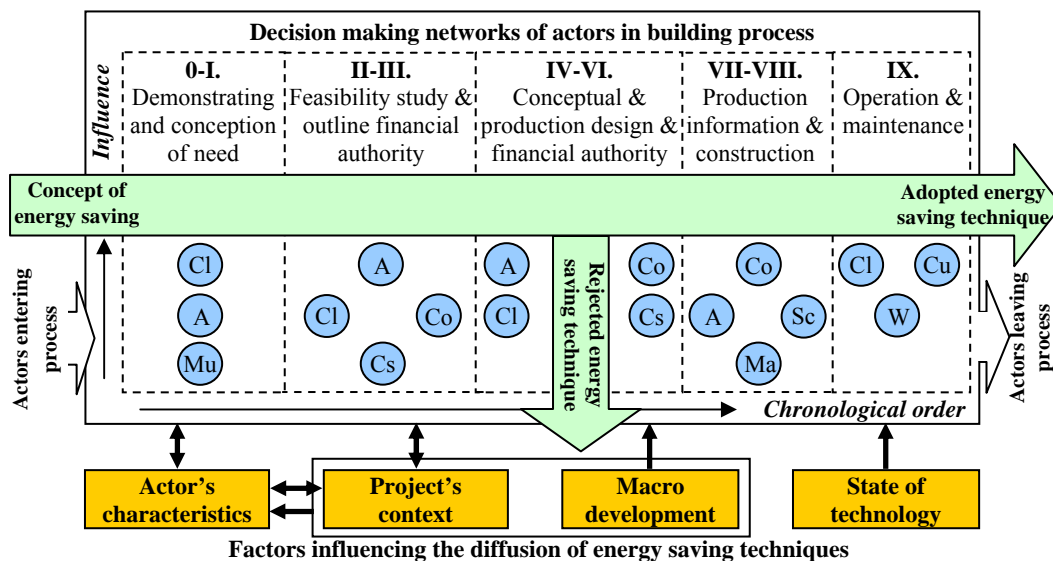 Decision making networks of actors in building process
Influence
0-I.
Demonstrating
and conception
of need
II-III.
Feasibility study &
outline financial
authority
IV-VI.
Conceptual &
production design &
financial authority
VII-VIII.
Production
information &
construction
IX.
Operation &
maintenance
Concept of
energy saving
Adopted energy
saving technique
Actors entering
process
Cl
A
Mu
A
Cl
Co
Cs
A
Cl
Rejected energy
saving technique
Co
Cs
Co
A
Sc
Ma
Cl
Cu
W
Actors leaving
process
Chronological order
Actor's
characteristics
Project's
context
Macro
development
State of
technology
Factors influencing the diffusion of energy saving techniques